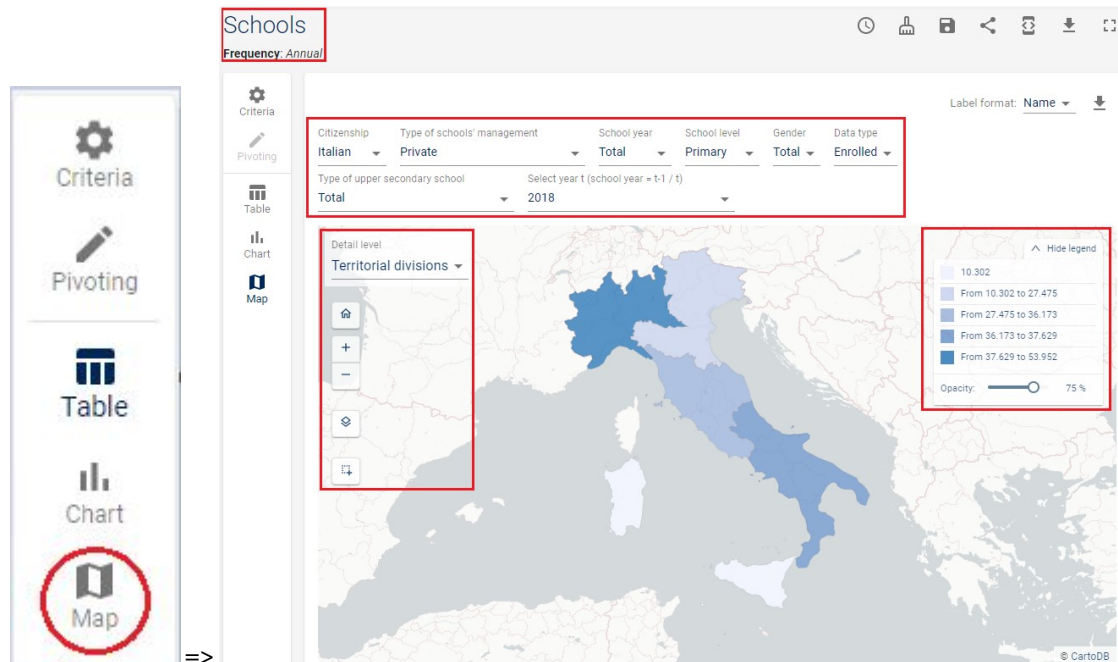 Criteria
Pivoting
Table
Chart
Map
=>
Schools
Frequency: Annual
Criteria
Pivoting
Table
Chart
Map
Label format: Name
Citizenship Type of schools' management School year School level Gender Data type
Italian Private Total Primary Total Enrolled
Type of upper secondary school Select year t (school year = t-1 / t)
Total 2018
Detail level
Territorial divisions
+
−
Hide legend
10.302
From 10.302 to 27.475
From 27.475 to 36.173
From 36.173 to 37.629
From 37.629 to 53.952
Opacity: 75 %
© CartoDB